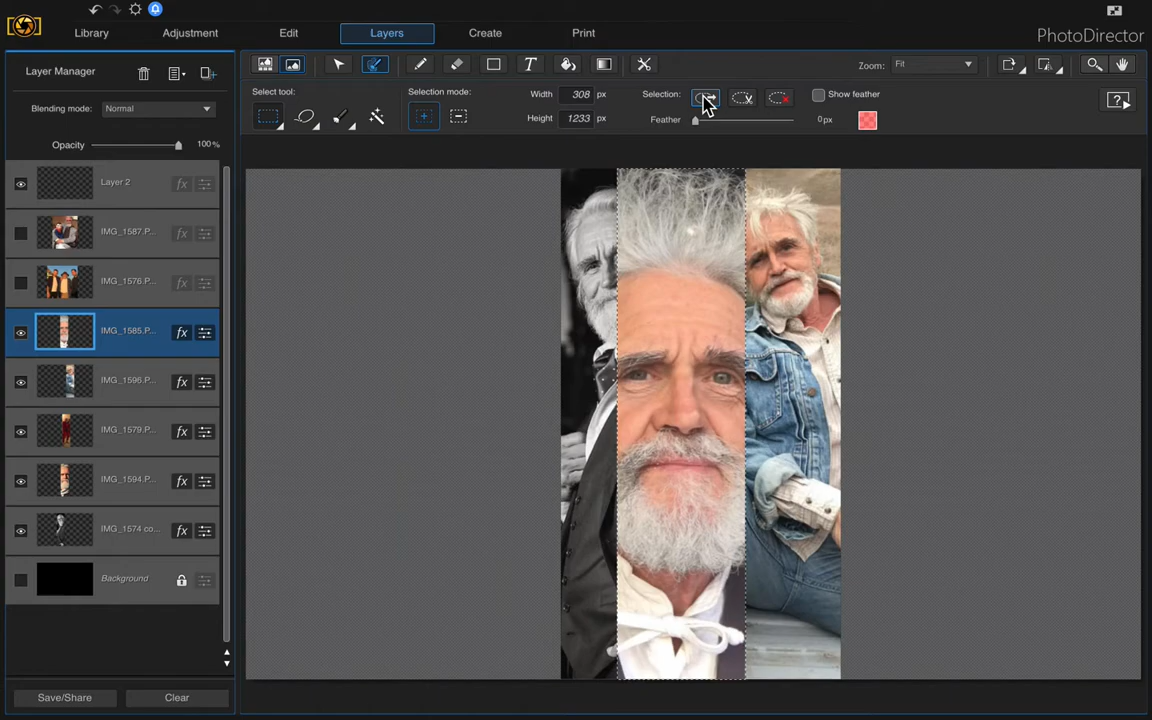 Library
Adjustment
Edit
Layers
Create
Print
PhotoDirector
Layer Manager
Zoom: Fit
Blending mode: Normal
Opacity 100%
Select tool:
Selection mode:
Width 308 px
Height 1233 px
Selection:
Show feather
Feather 0px
Layer 2
IMG_1587.P...
IMG_1576.P...
IMG_1585.P...
IMG_1596.P...
IMG_1579.P...
IMG_1594.P...
IMG_1574 co...
Background
Save/Share
Clear